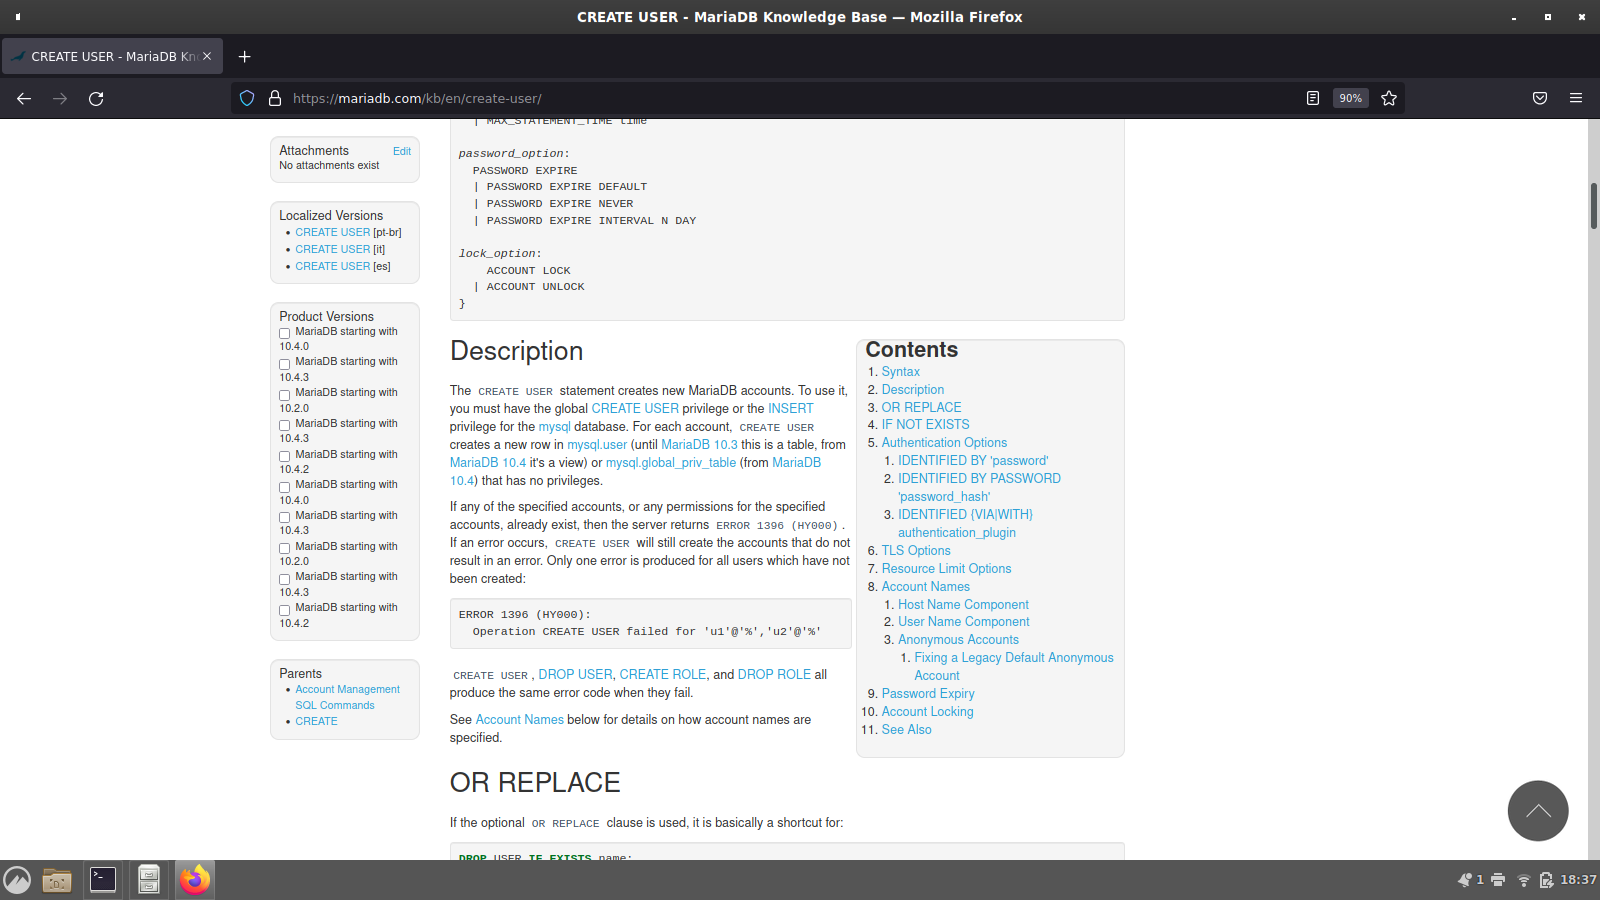 CREATE USER - MariaDB Knowledge Base — Mozilla Firefox
CREATE USER - MariaDB Kn
https://mariadb.com/kb/en/create-user/
90%
Attachments
Edit
No attachments exist
Localized Versions
CREATE USER [pt-br]
CREATE USER [it]
CREATE USER [es]
Product Versions
MariaDB starting with
10.4.0
MariaDB starting with
10.4.3
MariaDB starting with
10.2.0
MariaDB starting with
10.4.3
MariaDB starting with
10.4.2
MariaDB starting with
10.4.0
MariaDB starting with
10.4.3
MariaDB starting with
10.2.0
MariaDB starting with
10.4.3
MariaDB starting with
10.4.2
Parents
Account Management
SQL Commands
CREATE
| MAX_STATEMENT_TIME time
password_option:
PASSWORD EXPIRE
| PASSWORD EXPIRE DEFAULT
| PASSWORD EXPIRE NEVER
| PASSWORD EXPIRE INTERVAL N DAY
lock_option:
ACCOUNT LOCK
| ACCOUNT UNLOCK
}
Description
The CREATE USER statement creates new MariaDB accounts. To use it,
you must have the global CREATE USER privilege or the INSERT
privilege for the mysql database. For each account, CREATE USER
creates a new row in mysql.user (until MariaDB 10.3 this is a table, from
MariaDB 10.4 it's a view) or mysql.global_priv_table (from MariaDB
10.4) that has no privileges.
If any of the specified accounts, or any permissions for the specified
accounts, already exist, then the server returns ERROR 1396 (HY000).
If an error occurs, CREATE USER will still create the accounts that do not
result in an error. Only one error is produced for all users which have not
been created:
ERROR 1396 (HY000):
Operation CREATE USER failed for 'u1'@'%','u2'@'%'
CREATE USER, DROP USER, CREATE ROLE, and DROP ROLE all
produce the same error code when they fail.
See Account Names below for details on how account names are
specified.
OR REPLACE
If the optional OR REPLACE clause is used, it is basically a shortcut for:
DROP USER IF EXISTS name;
Contents
1. Syntax
2. Description
3. OR REPLACE
4. IF NOT EXISTS
5. Authentication Options
1. IDENTIFIED BY 'password'
2. IDENTIFIED BY PASSWORD
'password_hash'
3. IDENTIFIED {VIA|WITH}
authentication_plugin
6. TLS Options
7. Resource Limit Options
8. Account Names
1. Host Name Component
2. User Name Component
3. Anonymous Accounts
1. Fixing a Legacy Default Anonymous
Account
9. Password Expiry
10. Account Locking
11. See Also
1
18:37